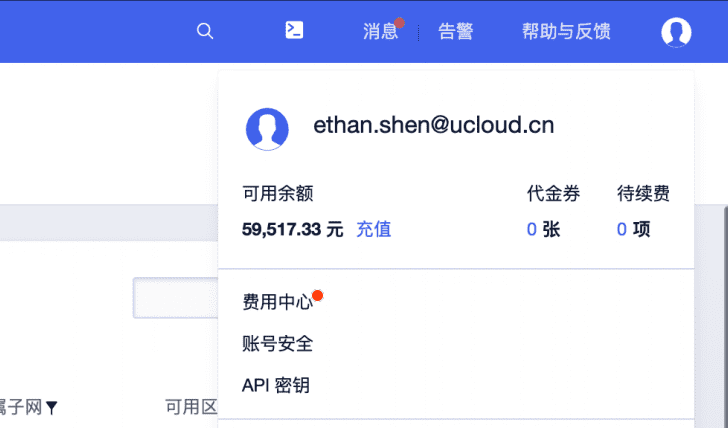 消息 告警 帮助与反馈
ethan.shen@ucloud.cn
可用余额 代金券 待续费
59,517.33 元 充值 0 张 0 项
费用中心
账号安全
API 密钥
属子网 可用区